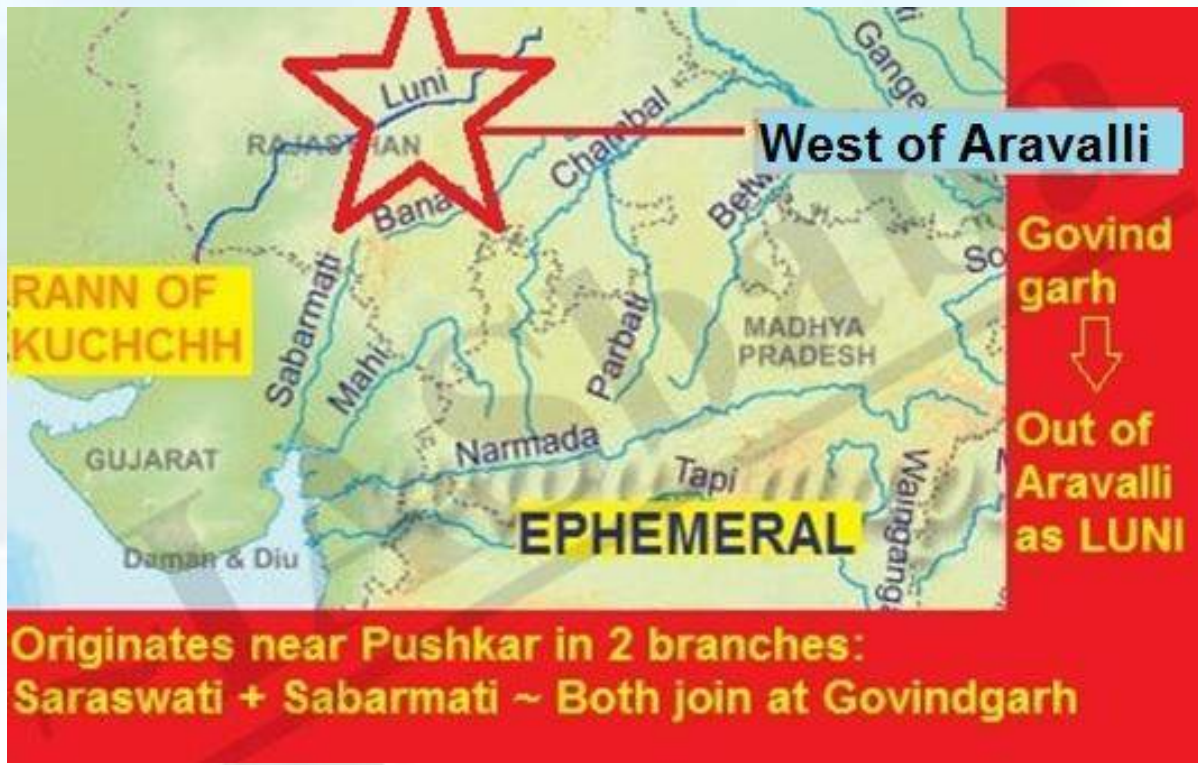 Luni
RAJASTHAN
Chambal
Gange
West of Aravalli
Bana
Betw
Govind
garh
So
RANN OF
KUCHCHH
Sabarmati
Mahi
Parbati
MADHYA
PRADESH
Out of
Aravalli
as LUNI
GUJARAT
Narmada
Tapi
Wainganga
EPHEMERAL
Daman & Diu
Originates near Pushkar in 2 branches:
Saraswati + Sabarmati ~ Both join at Govindgarh